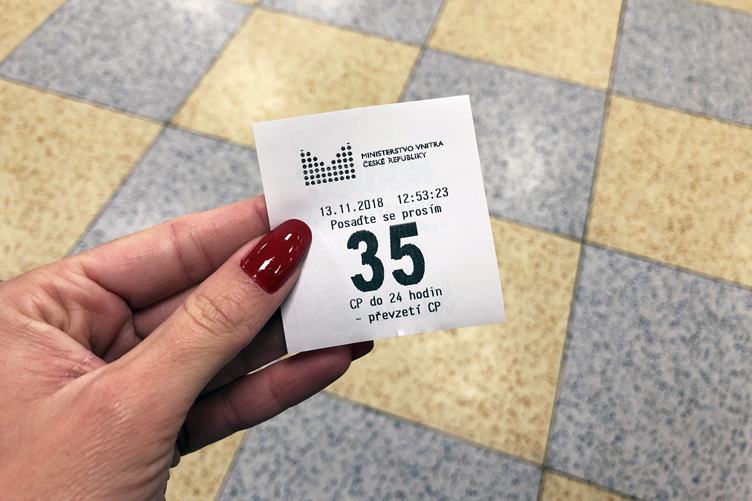 MINISTERSTVO VNITRA
ČESKÉ REPUBLIKY
13.11.2018 12:53:23
Posaďte se prosím
35
CP do 24 hodin
- převzetí CP